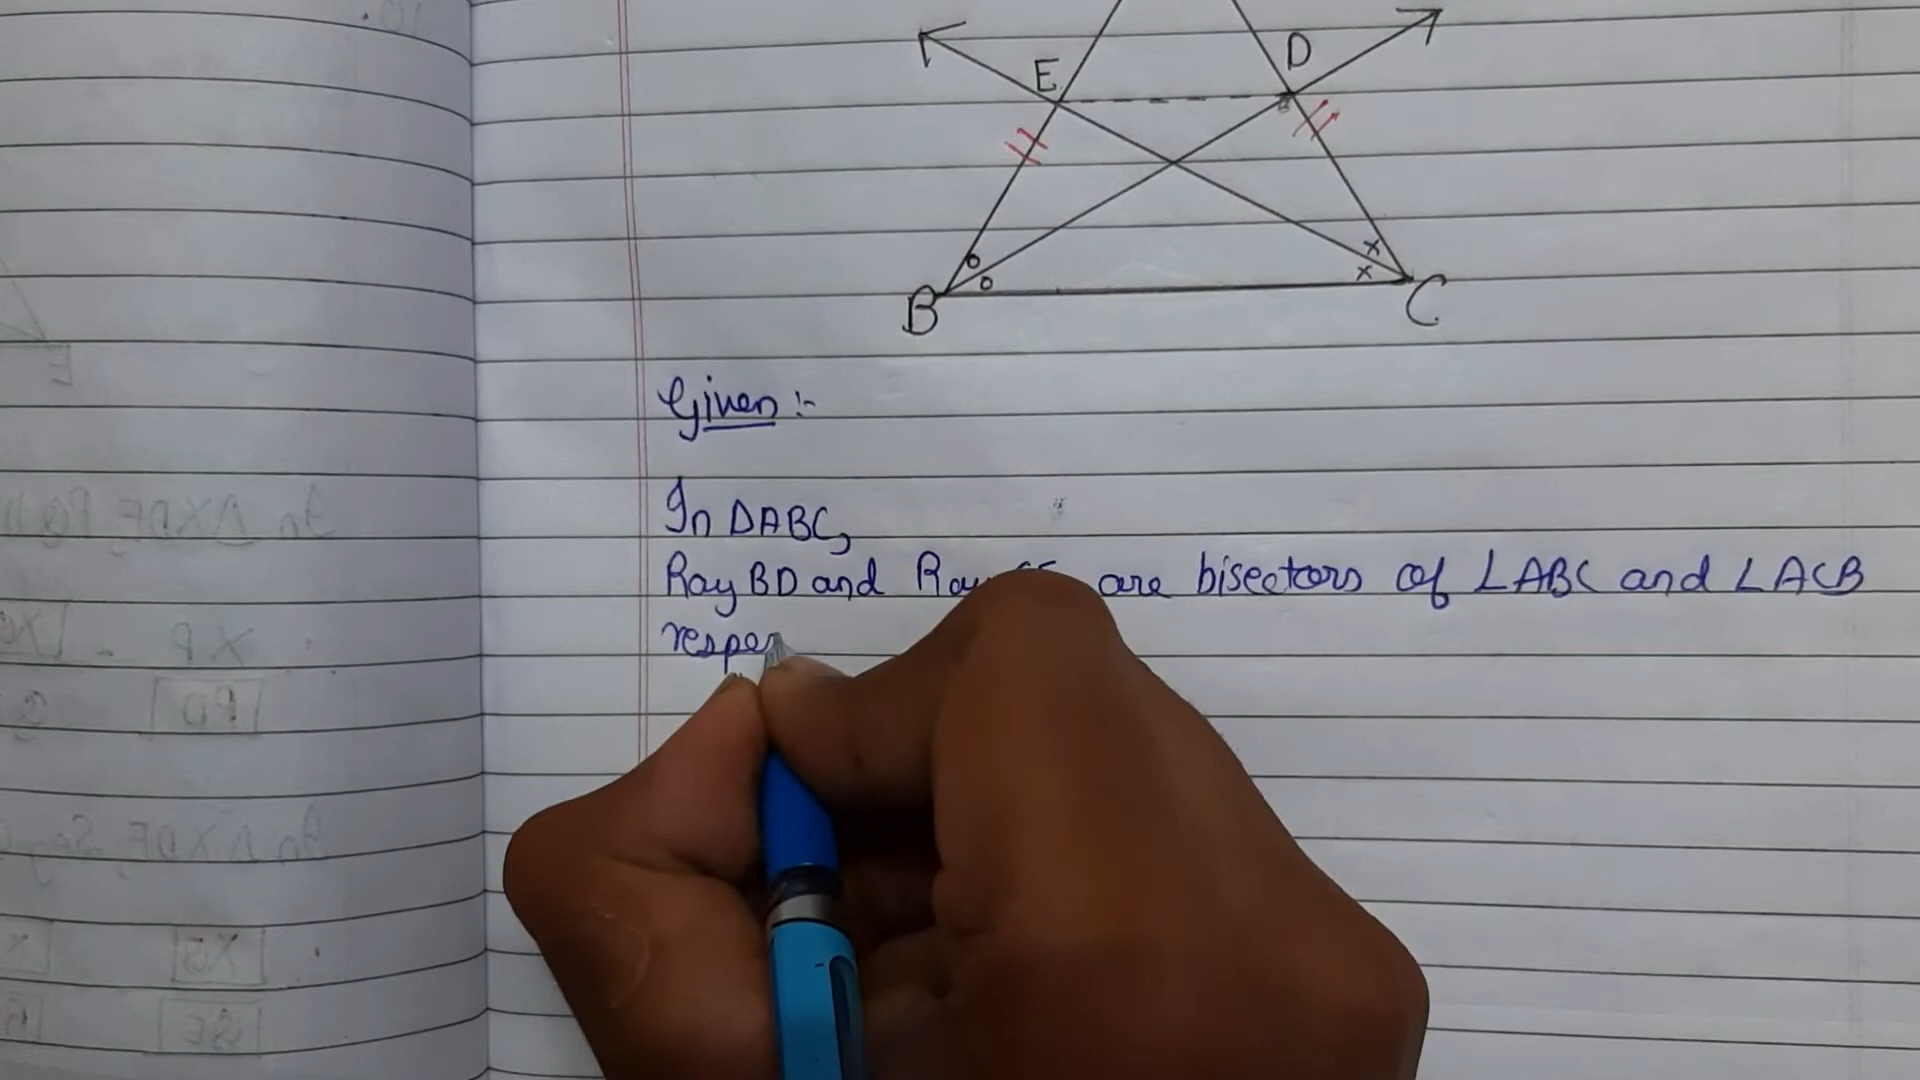 E D
B C
Given :-
In ΔABC,
Ray BD and Ray are bisectors of ∠ABC and ∠ACB
respe